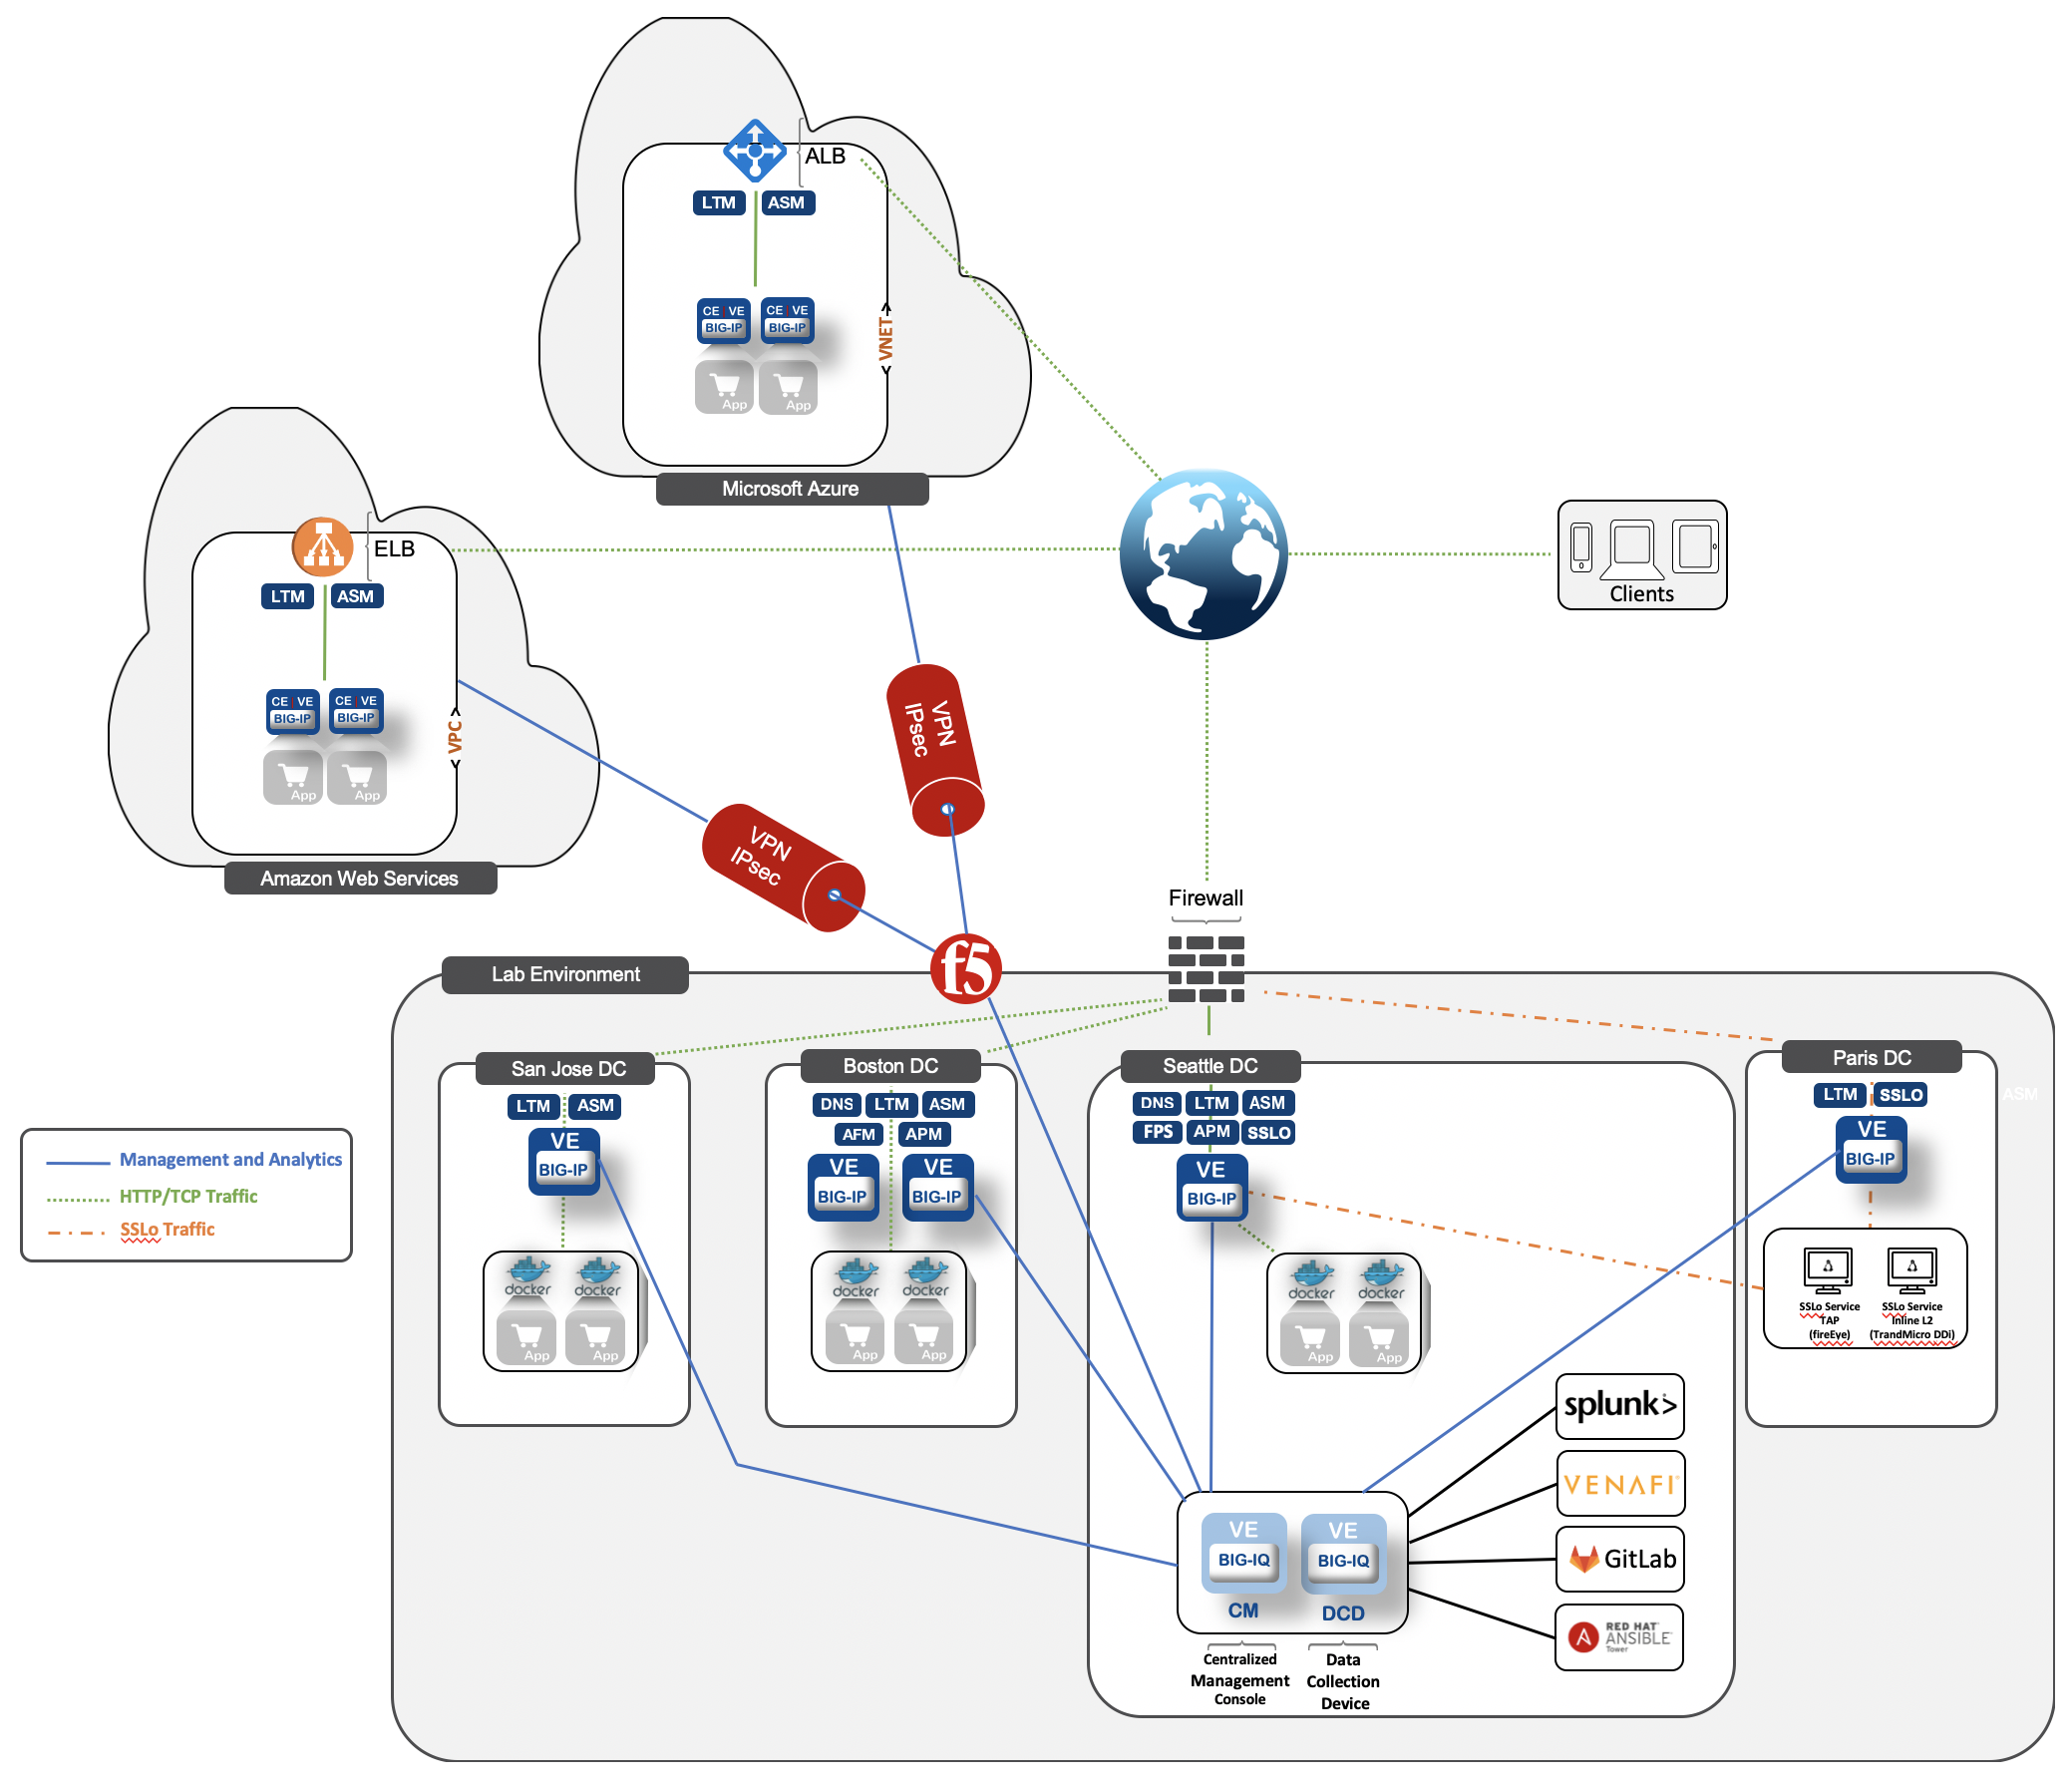 ALB
LTM
ASM
CE | VE
BIG-IP
CE | VE
BIG-IP
App
App
VNET
Microsoft Azure
ELB
LTM
ASM
CE | VE
BIG-IP
CE | VE
BIG-IP
App
App
VPC
Amazon Web Services
Clients
VPN
IPsec
VPN
IPsec
Firewall
f5
Lab Environment
San Jose DC
LTM
ASM
VE
BIG-IP
docker
docker
App
App
Boston DC
DNS
LTM
ASM
AFM
APM
VE
BIG-IP
VE
BIG-IP
docker
docker
Seattle DC
DNS
LTM
ASM
FPS
APM
SSLO
VE
BIG-IP
docker
docker
App
App
Paris DC
LTM
SSLO
ASM
VE
BIG-IP
SSLo Service
TAP
(fireEye)
SSLo Service
Inline L2
(TrandMicro DDi)
Management and Analytics
HTTP/TCP Traffic
SSLo Traffic
App
App
splunk>
VENAFI
GitLab
RED HAT
ANSIBLE
Tower
VE
BIG-IQ
CM
VE
BIG-IQ
DCD
Centralized
Management
Console
Data
Collection
Device